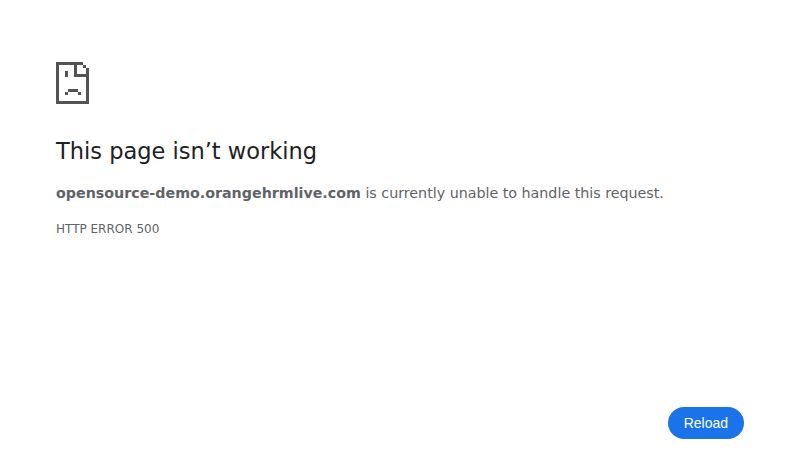 This page isn’t working
opensource-demo.orangehrmlive.com is currently unable to handle this request.
HTTP ERROR 500
Reload